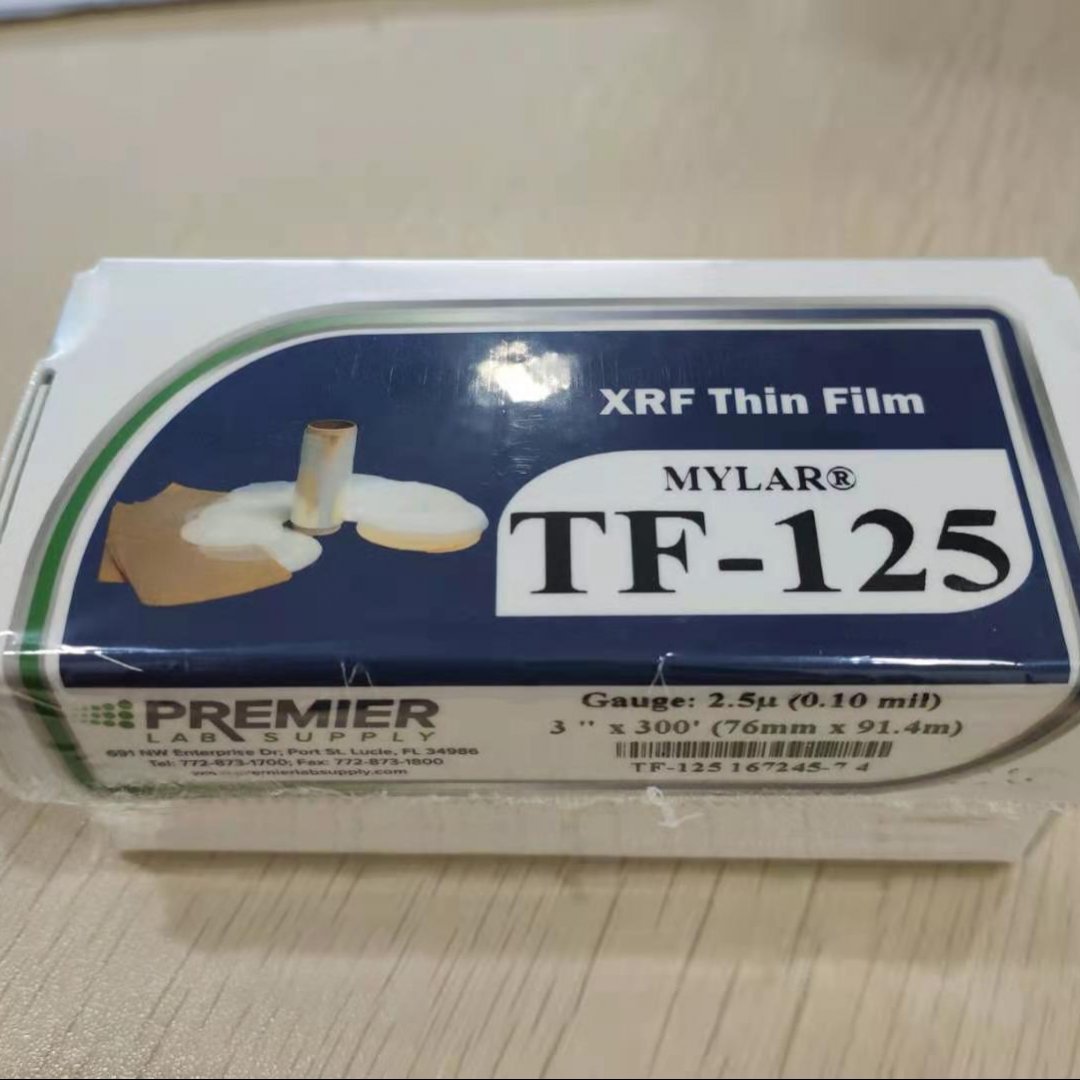 XRF Thin Film
MYLAR®
TF-125
PREMIER
LAB SUPPLY
691 NW Enterprise Dr; Port St. Lucie, FL 34986
Tel: 772-873-1700; Fax: 772-873-1800
Gauge: 2.5µ (0.10 mil)
3 " x 300' (76mm x 91.4m)
TF-125 167245-7 4